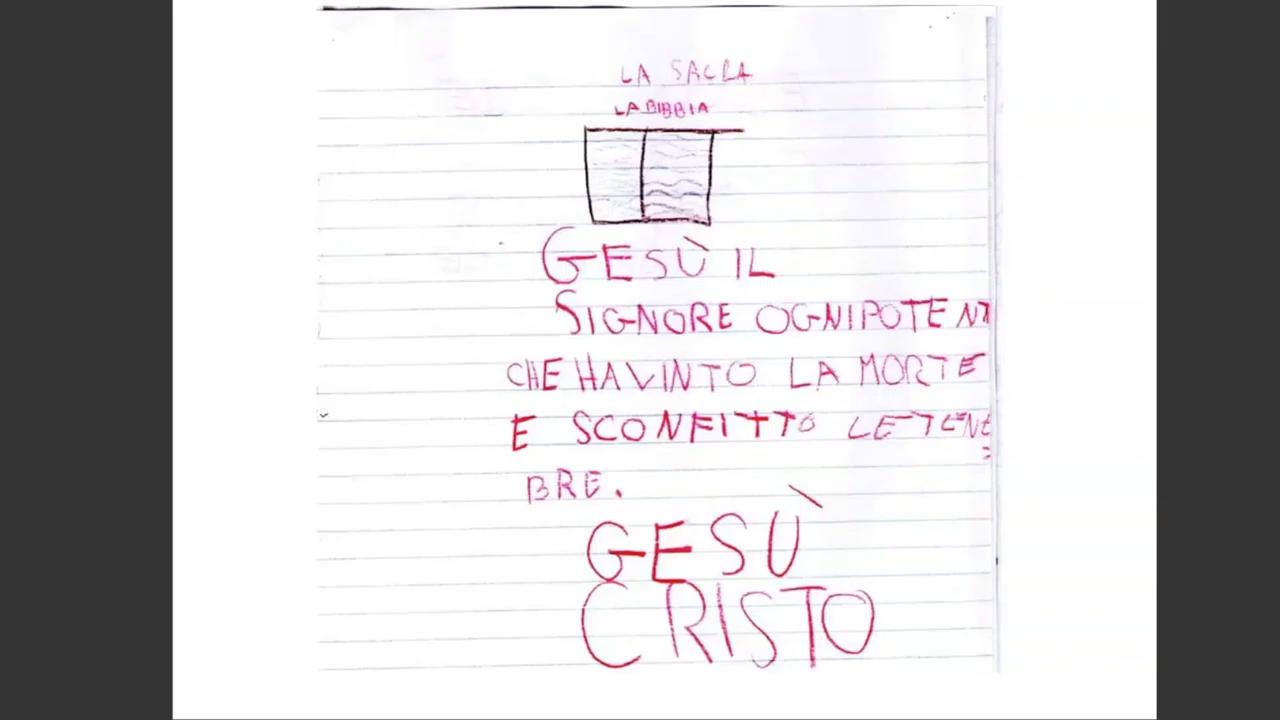 LA SACRA
LA BIBBIA
GESÙ IL
SIGNORE OGNIPOTENT
CHE HA VINTO LA MORTE
E SCONFITTO LE TENE
BRE.
GESÙ
CRISTO